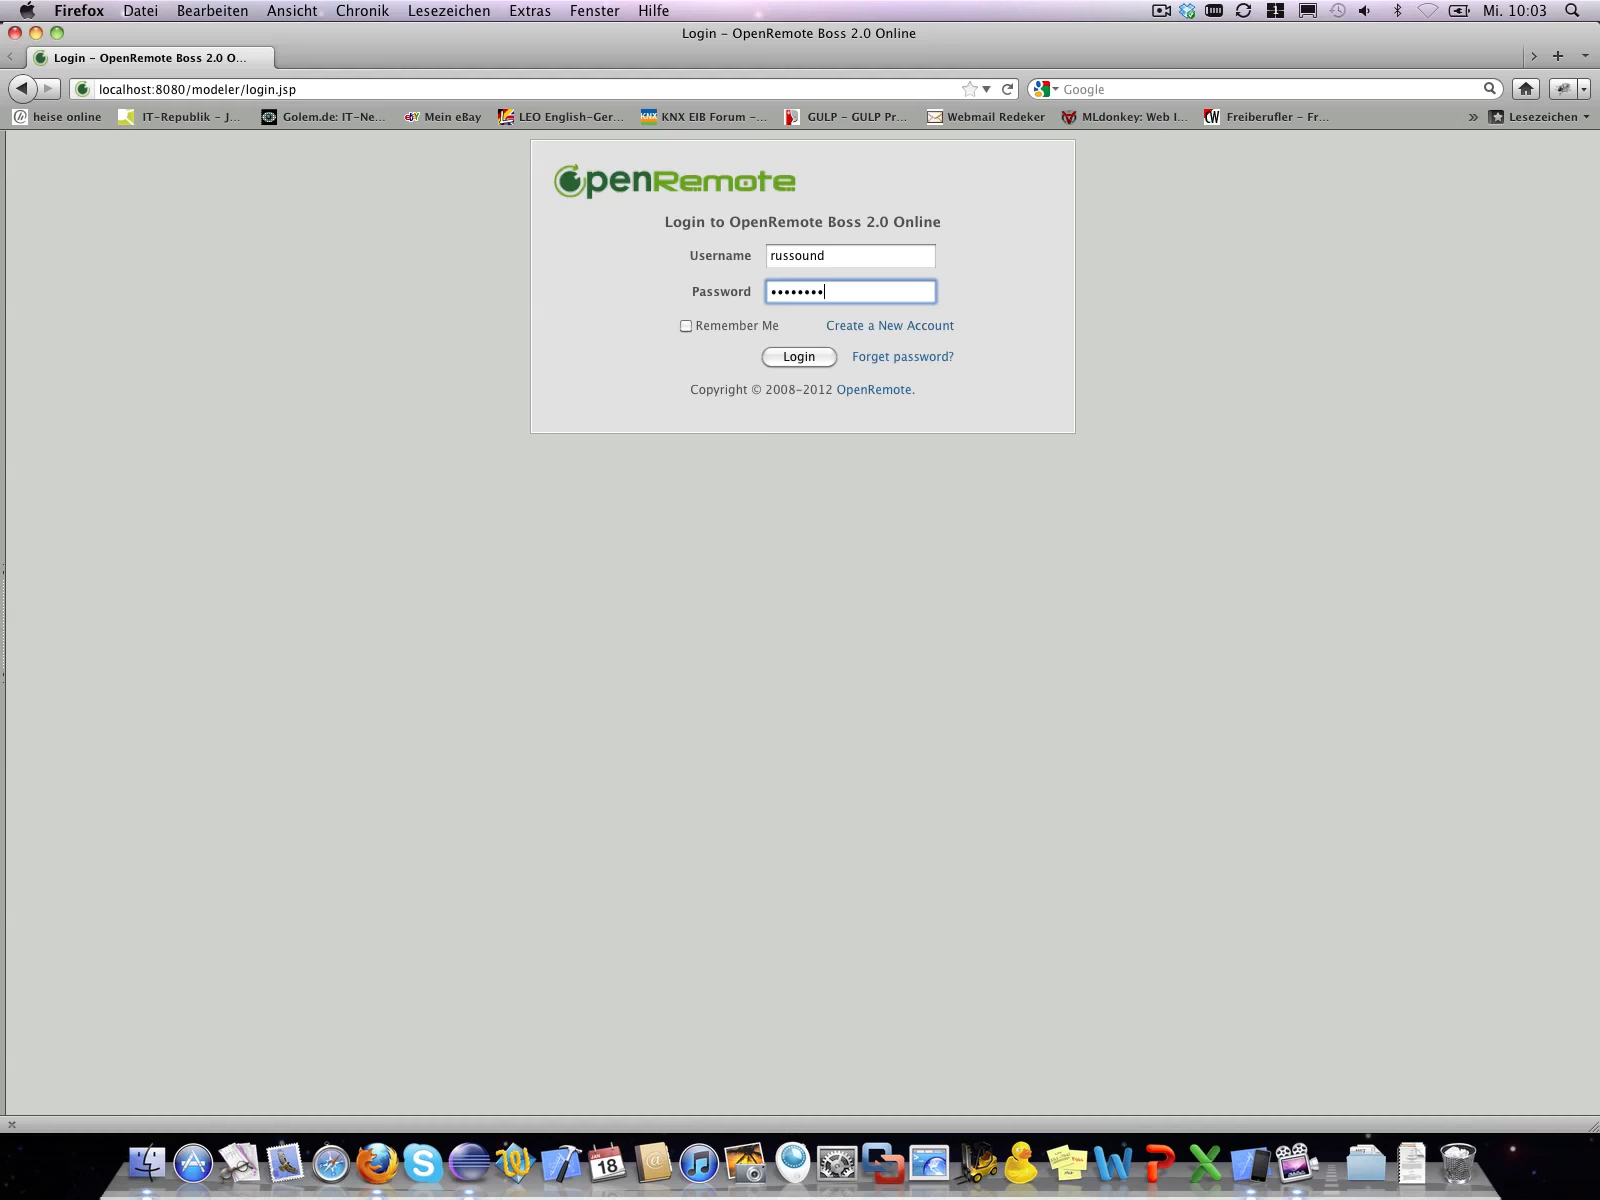 Firefox Datei Bearbeiten Ansicht Chronik Lesezeichen Extras Fenster Hilfe Mi. 10:03
Login – OpenRemote Boss 2.0 Online
Login – OpenRemote Boss 2.0 O...
localhost:8080/modeler/login.jsp Google
heise online IT-Republik – J... Golem.de: IT-Ne... Mein eBay LEO English-Ger... KNX EIB Forum –... GULP – GULP Pr... Webmail Redeker MLdonkey: Web I... Freiberufler – Fr... » Lesezeichen
OpenRemote
Login to OpenRemote Boss 2.0 Online
Username russound
Password ••••••••
Remember Me Create a New Account
Login Forget password?
Copyright © 2008~2012 OpenRemote.
JAN
18